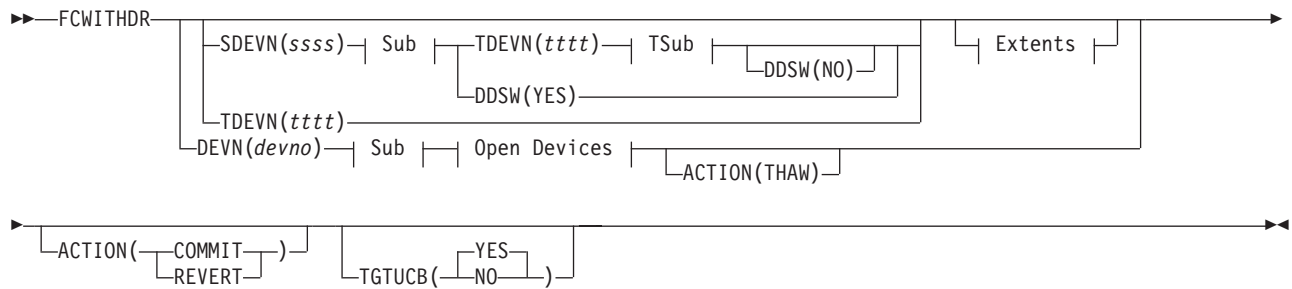 FCWITHDR
SDEVN(ssss) Sub TDEVN(tttt) TSub Extents
DDSW(NO)
DDSW(YES)
TDEVN(tttt)
DEVN(devno) Sub Open Devices
ACTION(THAW)
ACTION( COMMIT )
REVERT
YES
TGTUCB( NO )